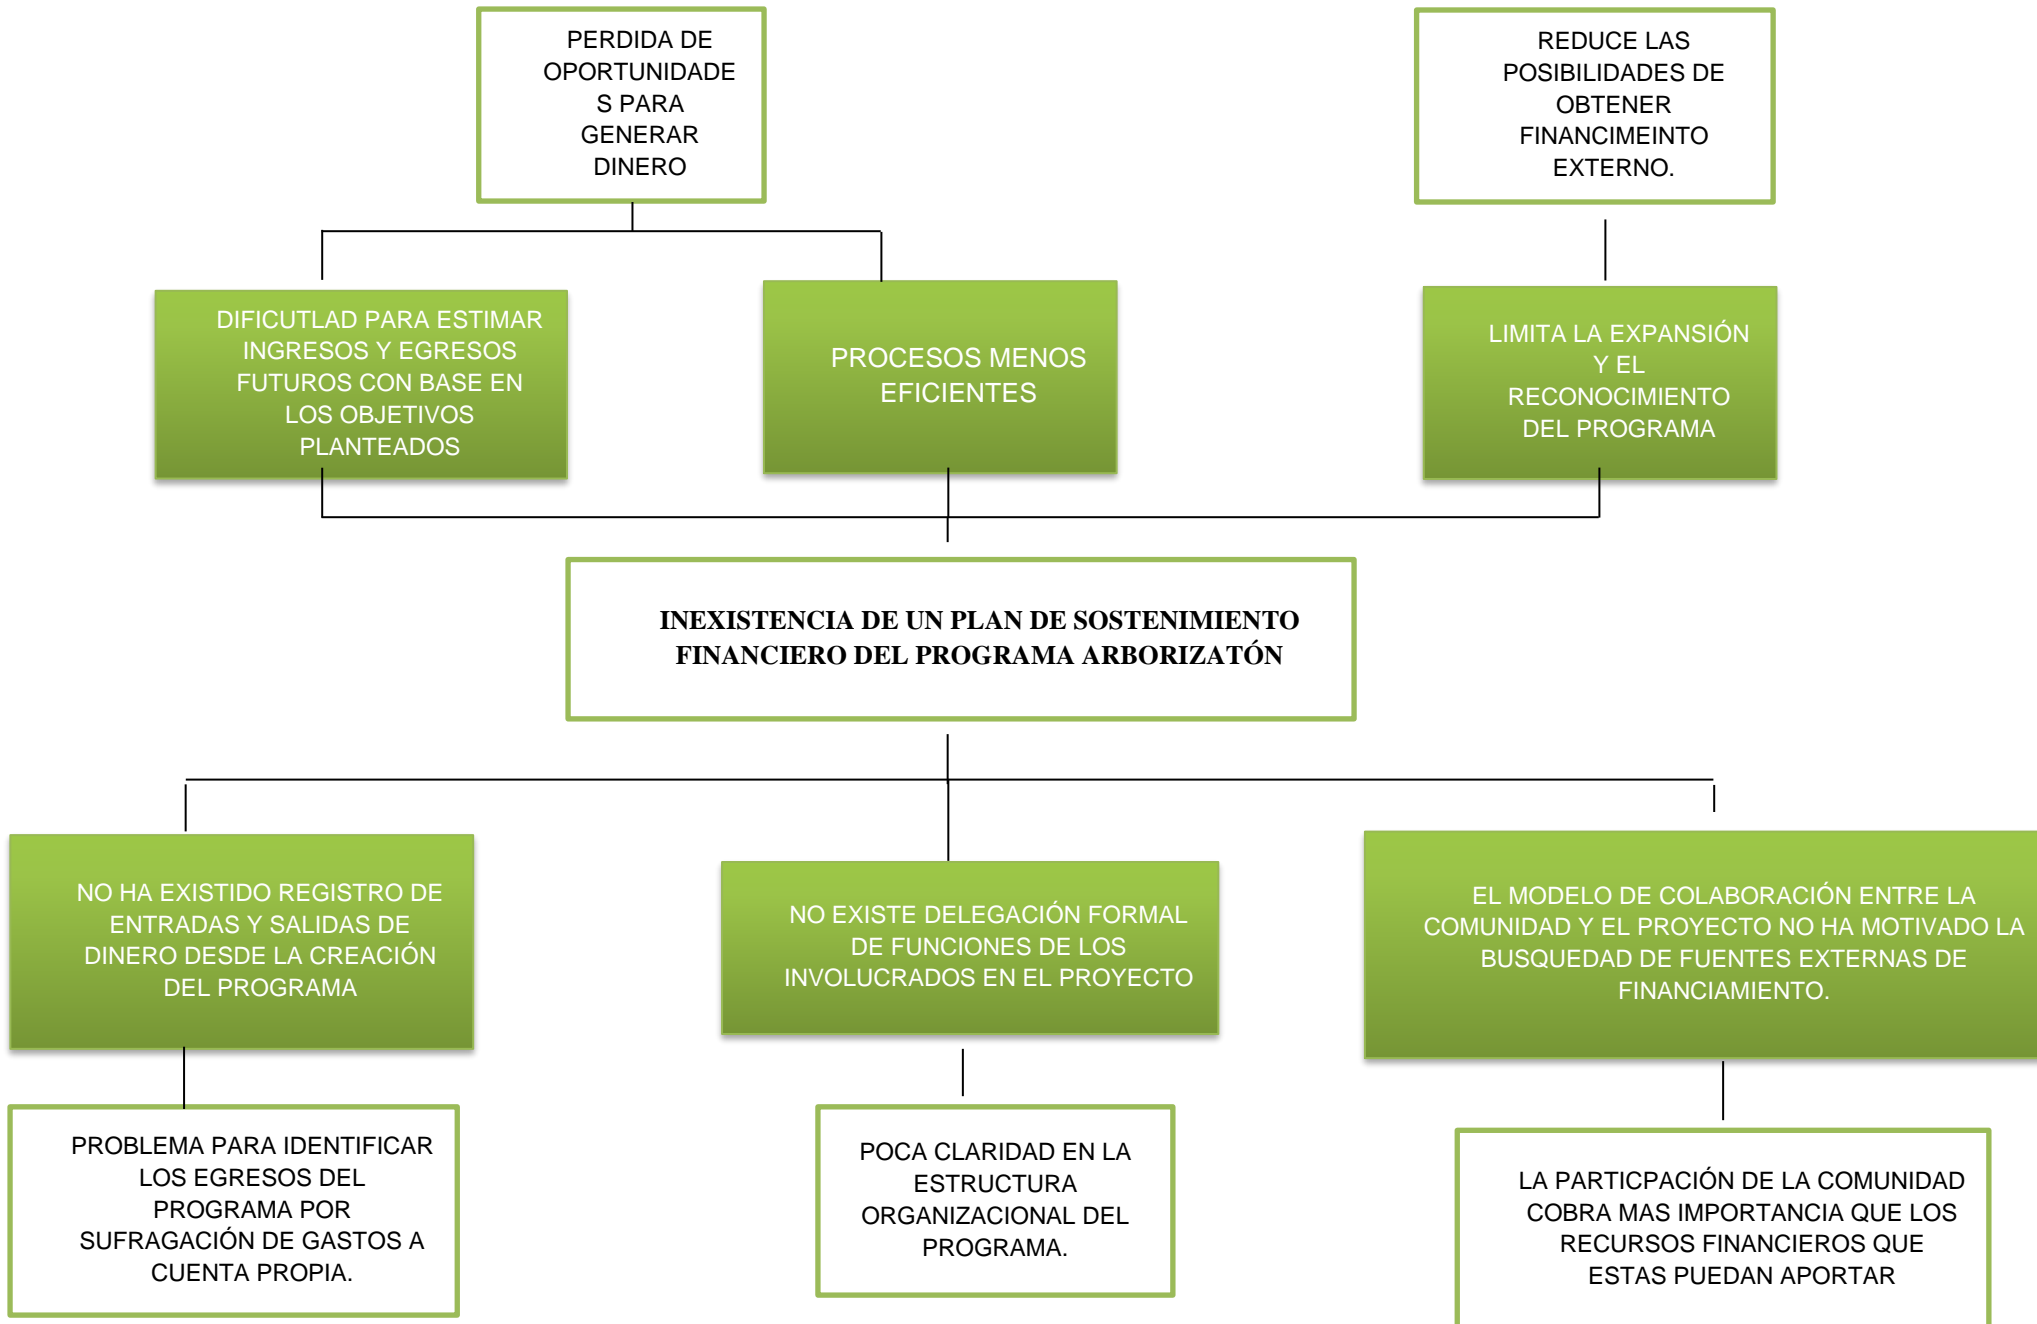 PERDIDA DE
OPORTUNIDADE
S PARA
GENERAR
DINERO
REDUCE LAS
POSIBILIDADES DE
OBTENER
FINANCIMEINTO
EXTERNO.
DIFICUTLAD PARA ESTIMAR
INGRESOS Y EGRESOS
FUTUROS CON BASE EN
LOS OBJETIVOS
PLANTEADOS
PROCESOS MENOS
EFICIENTES
LIMITA LA EXPANSIÓN
Y EL
RECONOCIMIENTO
DEL PROGRAMA
INEXISTENCIA DE UN PLAN DE SOSTENIMIENTO
FINANCIERO DEL PROGRAMA ARBORIZATÓN
NO HA EXISTIDO REGISTRO DE
ENTRADAS Y SALIDAS DE
DINERO DESDE LA CREACIÓN
DEL PROGRAMA
NO EXISTE DELEGACIÓN FORMAL
DE FUNCIONES DE LOS
INVOLUCRADOS EN EL PROYECTO
EL MODELO DE COLABORACIÓN ENTRE LA
COMUNIDAD Y EL PROYECTO NO HA MOTIVADO LA
BUSQUEDAD DE FUENTES EXTERNAS DE
FINANCIAMIENTO.
PROBLEMA PARA IDENTIFICAR
LOS EGRESOS DEL
PROGRAMA POR
SUFRAGACIÓN DE GASTOS A
CUENTA PROPIA.
POCA CLARIDAD EN LA
ESTRUCTURA
ORGANIZACIONAL DEL
PROGRAMA.
LA PARTICPACIÓN DE LA COMUNIDAD
COBRA MAS IMPORTANCIA QUE LOS
RECURSOS FINANCIEROS QUE
ESTAS PUEDAN APORTAR